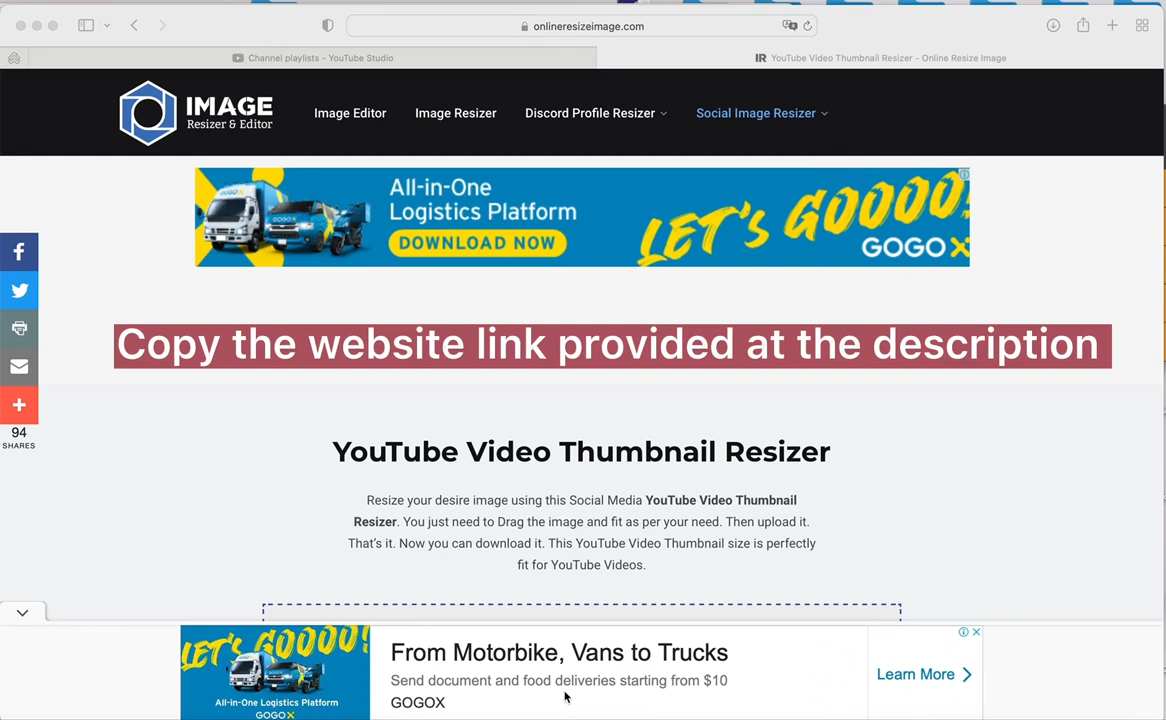 onlineresizeimage.com
Channel playlists - YouTube Studio
IR YouTube Video Thumbnail Resizer - Online Resize Image
IMAGE
Resizer & Editor
Image Editor
Image Resizer
Discord Profile Resizer
Social Image Resizer
All-in-One
Logistics Platform
DOWNLOAD NOW
LET'S GOOOO!
GOGOX
GOGOX
GOGOX
Copy the website link provided at the description
94
SHARES
YouTube Video Thumbnail Resizer
Resize your desire image using this Social Media YouTube Video Thumbnail
Resizer. You just need to Drag the image and fit as per your need. Then upload it.
That's it. Now you can download it. This YouTube Video Thumbnail size is perfectly
fit for YouTube Videos.
LET'S GOOOO!
All-in-One Logistics Platform
GOGOX
From Motorbike, Vans to Trucks
Send document and food deliveries starting from $10
GOGOX
Learn More